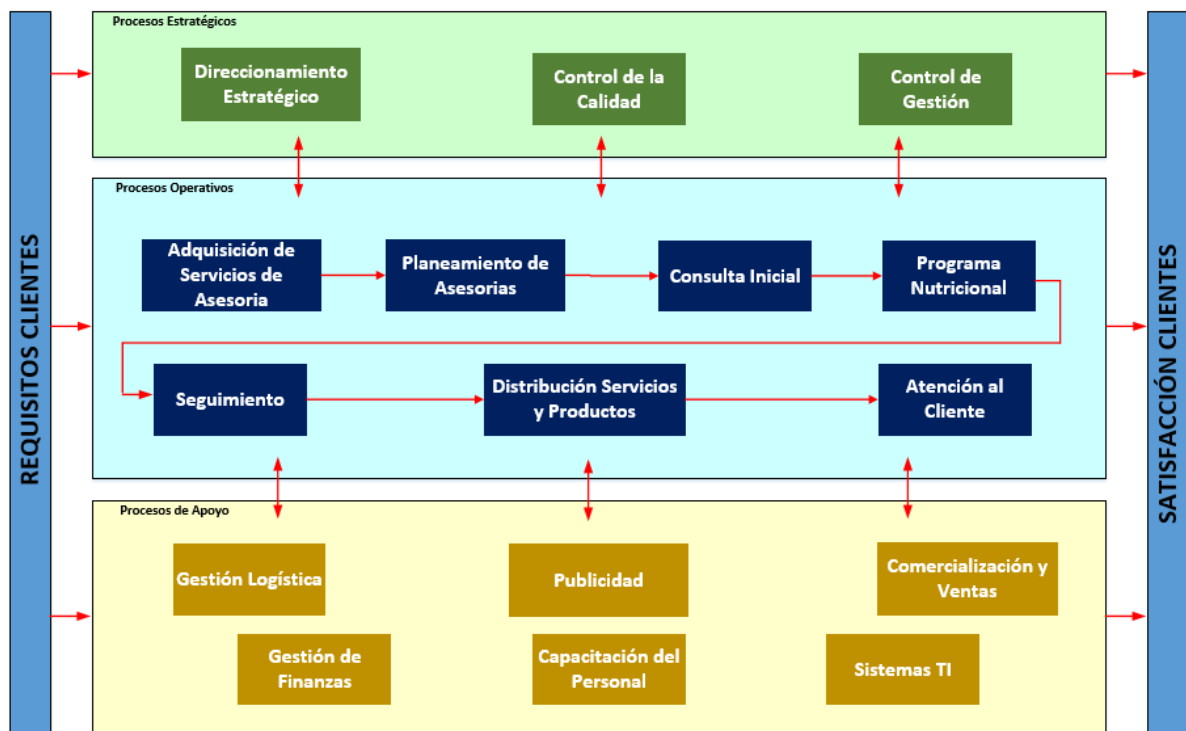 Procesos Estratégicos
Direccionamiento
Estratégico
Control de la
Calidad
Control de
Gestión
REQUISITOS CLIENTES
SATISFACCIÓN CLIENTES
Procesos Operativos
Adquisición de
Servicios de
Asesoria
Planeamiento de
Asesorias
Consulta Inicial
Programa
Nutricional
Seguimiento
Distribución Servicios
y Productos
Atención al
Cliente
Procesos de Apoyo
Gestión Logística
Publicidad
Comercialización y
Ventas
Gestión de
Finanzas
Capacitación del
Personal
Sistemas TI